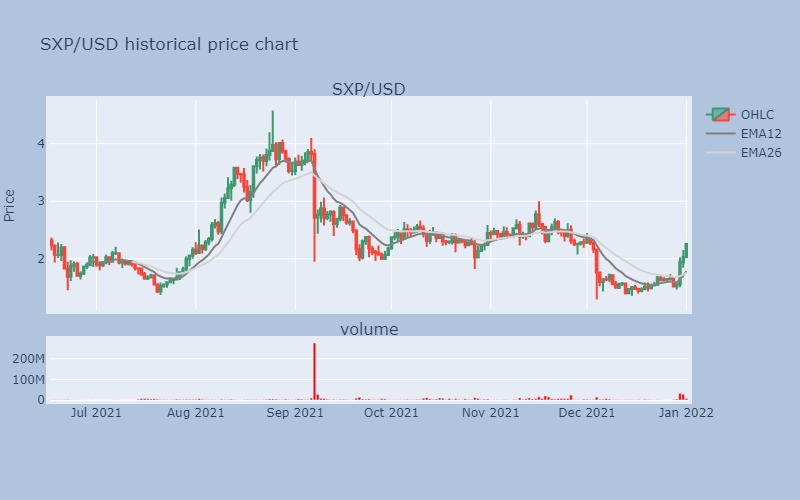 SXP/USD historical price chart
SXP/USD
OHLC
EMA12
EMA26
Price
4
3
2
volume
200M
100M
0
Jul 2021
Aug 2021
Sep 2021
Oct 2021
Nov 2021
Dec 2021
Jan 2022